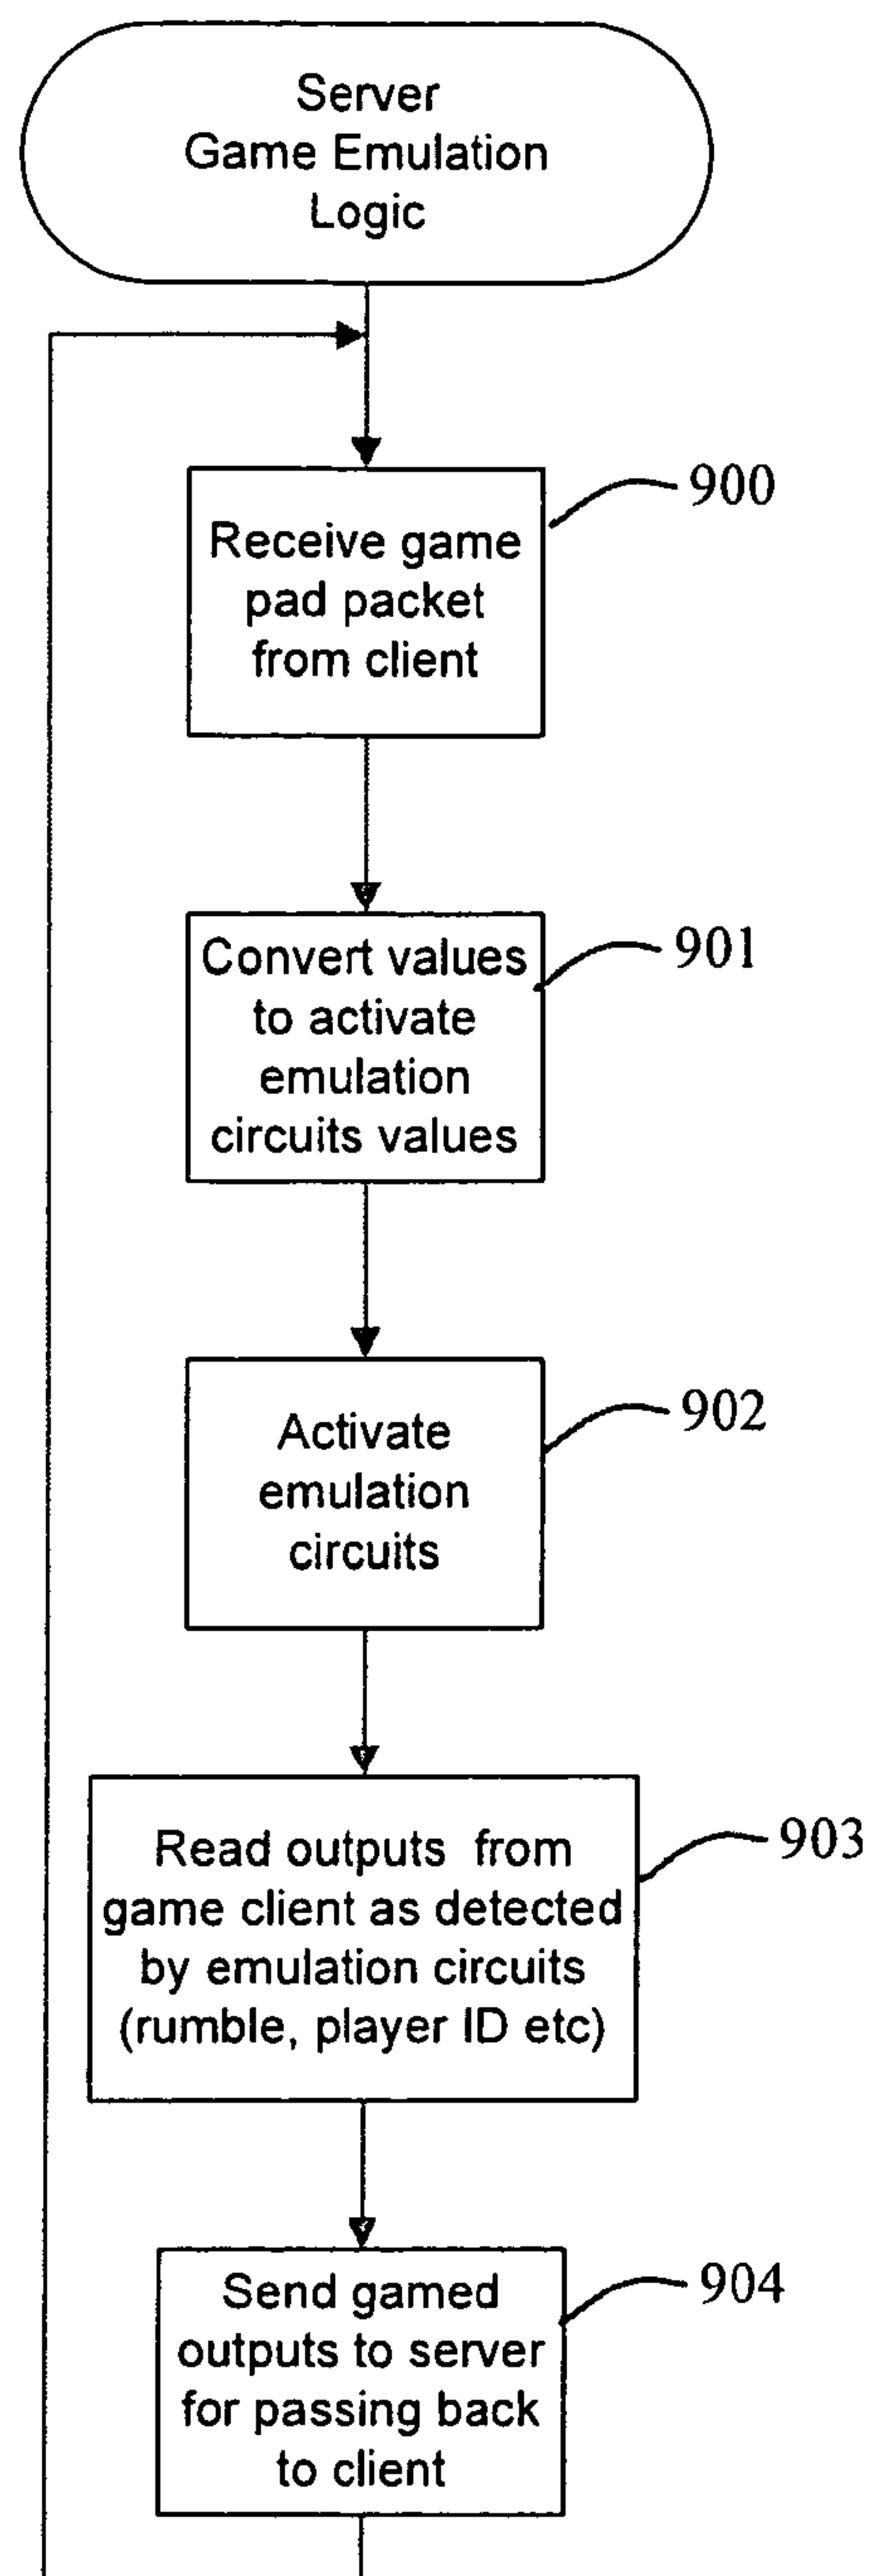 Server
Game Emulation
Logic
900
Receive game
pad packet
from client
901
Convert values
to activate
emulation
circuits values
902
Activate
emulation
circuits
903
Read outputs from
game client as detected
by emulation circuits
(rumble, player ID etc)
904
Send gamed
outputs to server
for passing back
to client